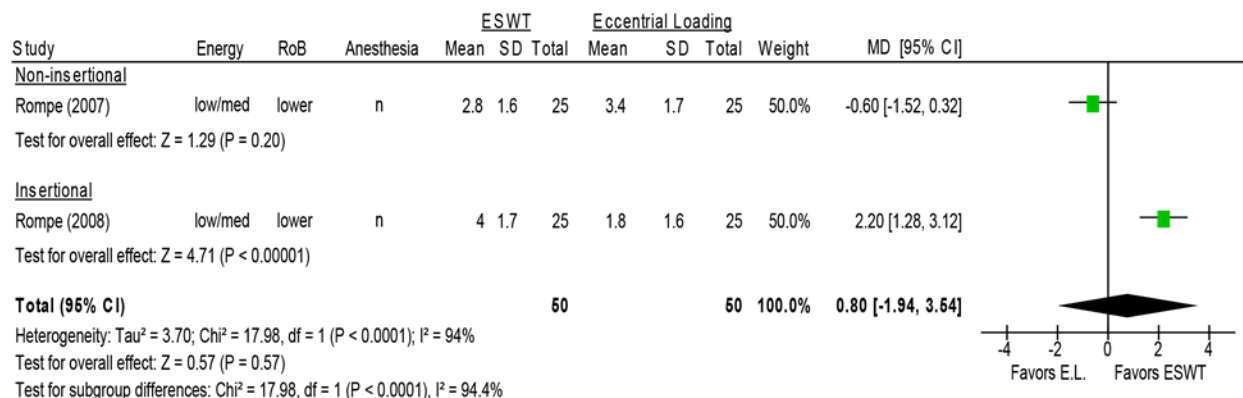 ESWT Eccentrial Loading
Study Energy RoB Anesthesia Mean SD Total Mean SD Total Weight MD [95% CI]
Non-insertional
Rompe (2007) low/med lower n 2.8 1.6 25 3.4 1.7 25 50.0% -0.60 [-1.52, 0.32]
Test for overall effect: Z = 1.29 (P = 0.20)
Insertional
Rompe (2008) low/med lower n 4 1.7 25 1.8 1.6 25 50.0% 2.20 [1.28, 3.12]
Test for overall effect: Z = 4.71 (P < 0.00001)
Total (95% CI) 50 50 100.0% 0.80 [-1.94, 3.54]
Heterogeneity: Tau² = 3.70; Chi² = 17.98, df = 1 (P < 0.0001); I² = 94%
Test for overall effect: Z = 0.57 (P = 0.57)
Test for subgroup differences: Chi² = 17.98, df = 1 (P < 0.0001), I² = 94.4%
-4 -2 0 2 4
Favors E.L. Favors ESWT